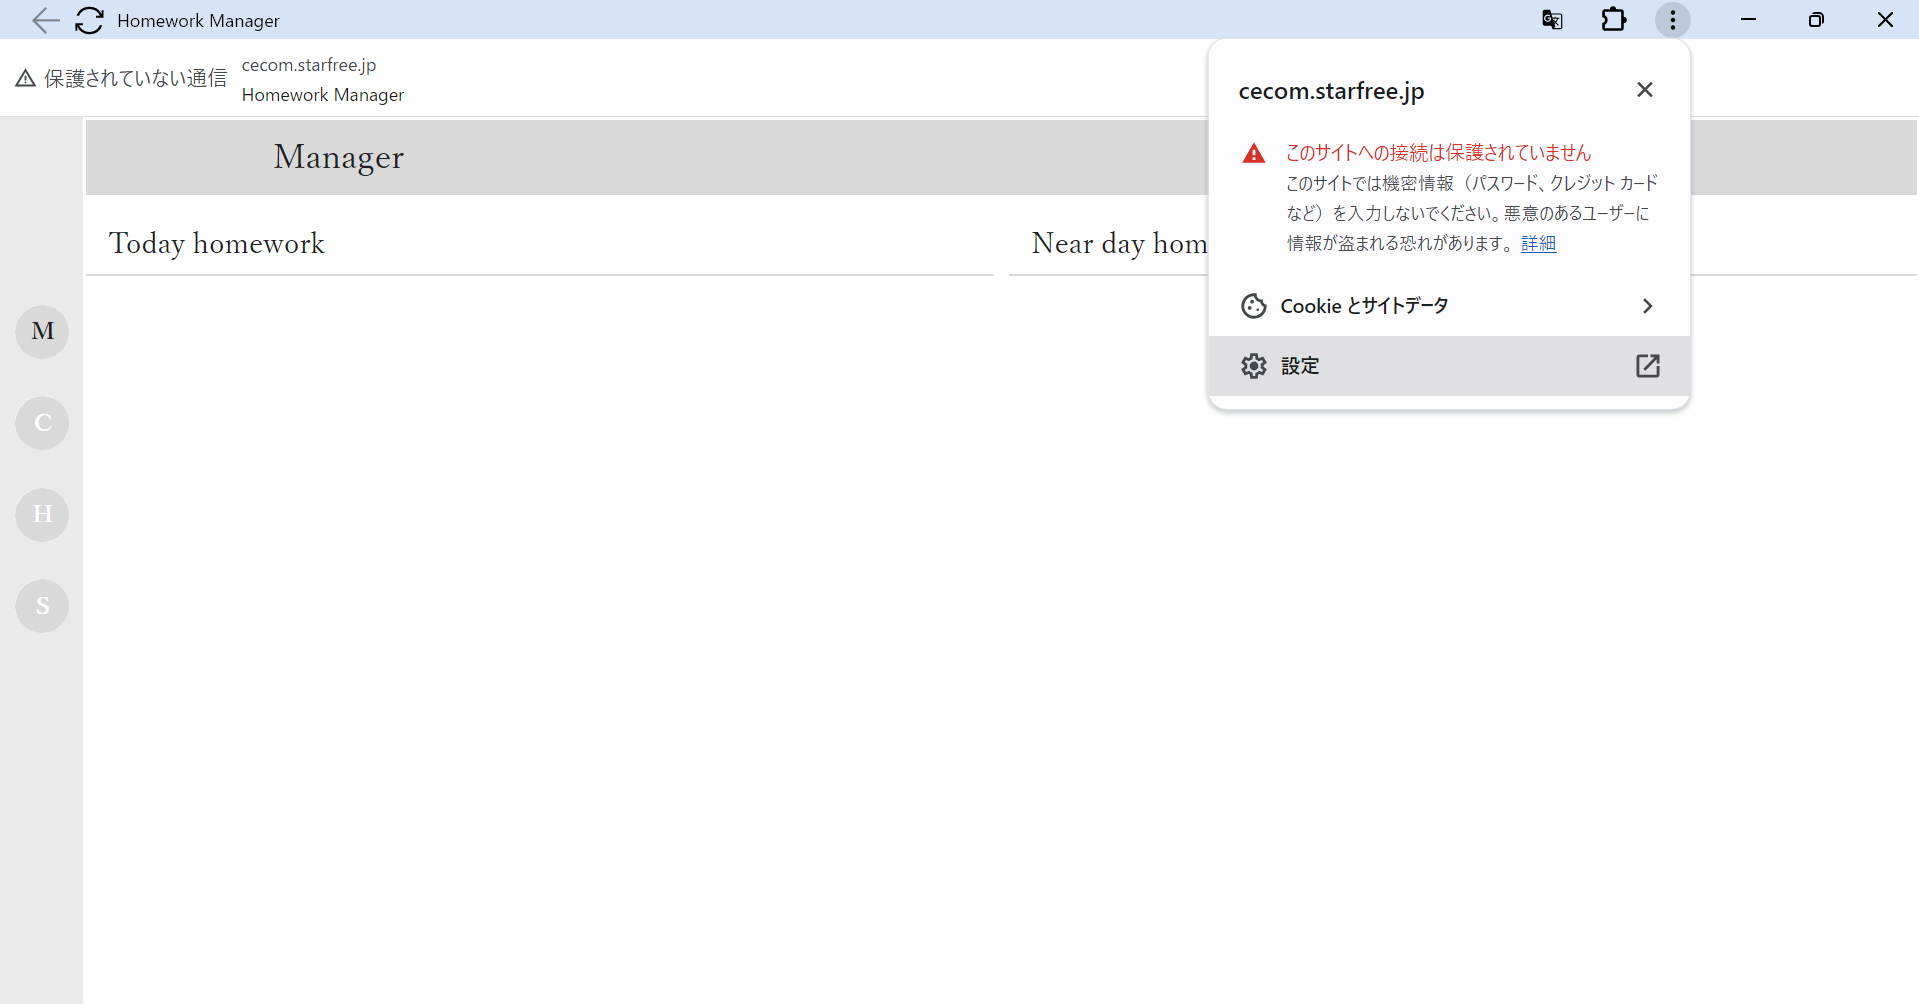 Homework Manager
保護されていない通信
cecom.starfree.jp
Homework Manager
Manager
Today homework
Near day hom
M
C
H
S
cecom.starfree.jp
このサイトへの接続は保護されていません
このサイトでは機密情報（パスワード、クレジット カード
など）を入力しないでください。悪意のあるユーザーに
情報が盗まれる恐れがあります。 詳細
Cookie とサイトデータ
設定